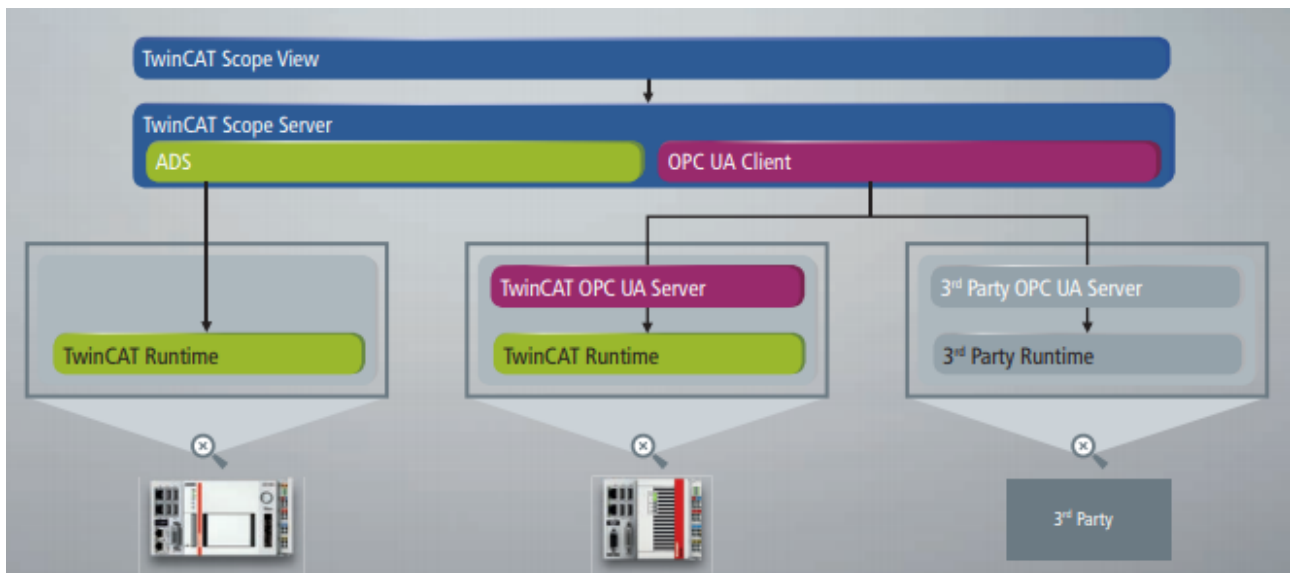 TwinCAT Scope View
TwinCAT Scope Server
ADS
OPC UA Client
TwinCAT OPC UA Server
3rd Party OPC UA Server
TwinCAT Runtime
TwinCAT Runtime
3rd Party Runtime
3rd Party